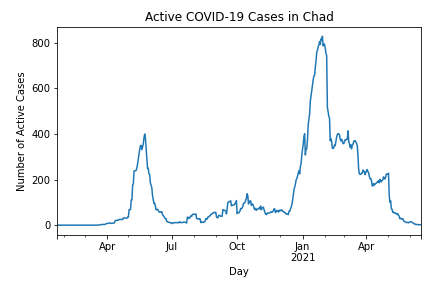 Active COVID-19 Cases in Chad
Number of Active Cases
800
600
400
200
0
Apr
Jul
Oct
Jan
2021
Apr
Day